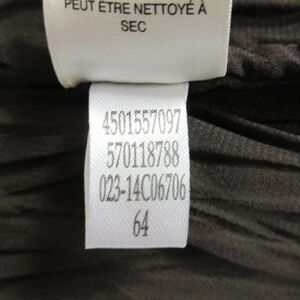 PEUT ÊTRE NETTOYÉ À
SEC
4501557097
570118788
023-14C06706
64